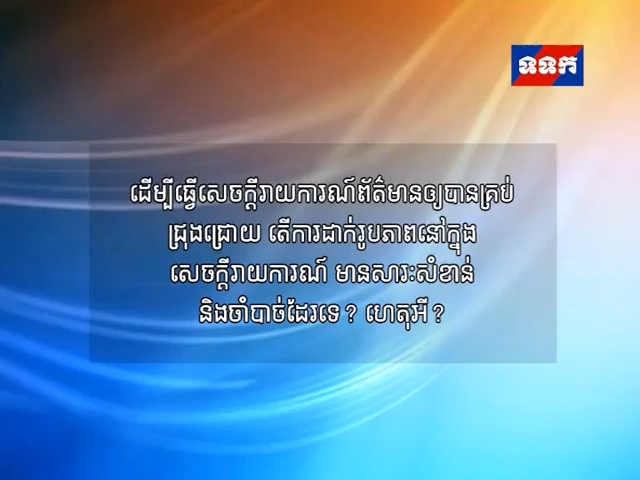 ទទក
ដើម្បីធ្វើសេចក្តីរាយការណ៍ព័ត៌មានឲ្យបានគ្រប់
ជ្រុងជ្រោយ តើការដាក់រូបភាពនៅក្នុង
សេចក្តីរាយការណ៍ មានសារៈសំខាន់
និងចាំបាច់ដែរទេ? ហេតុអី?